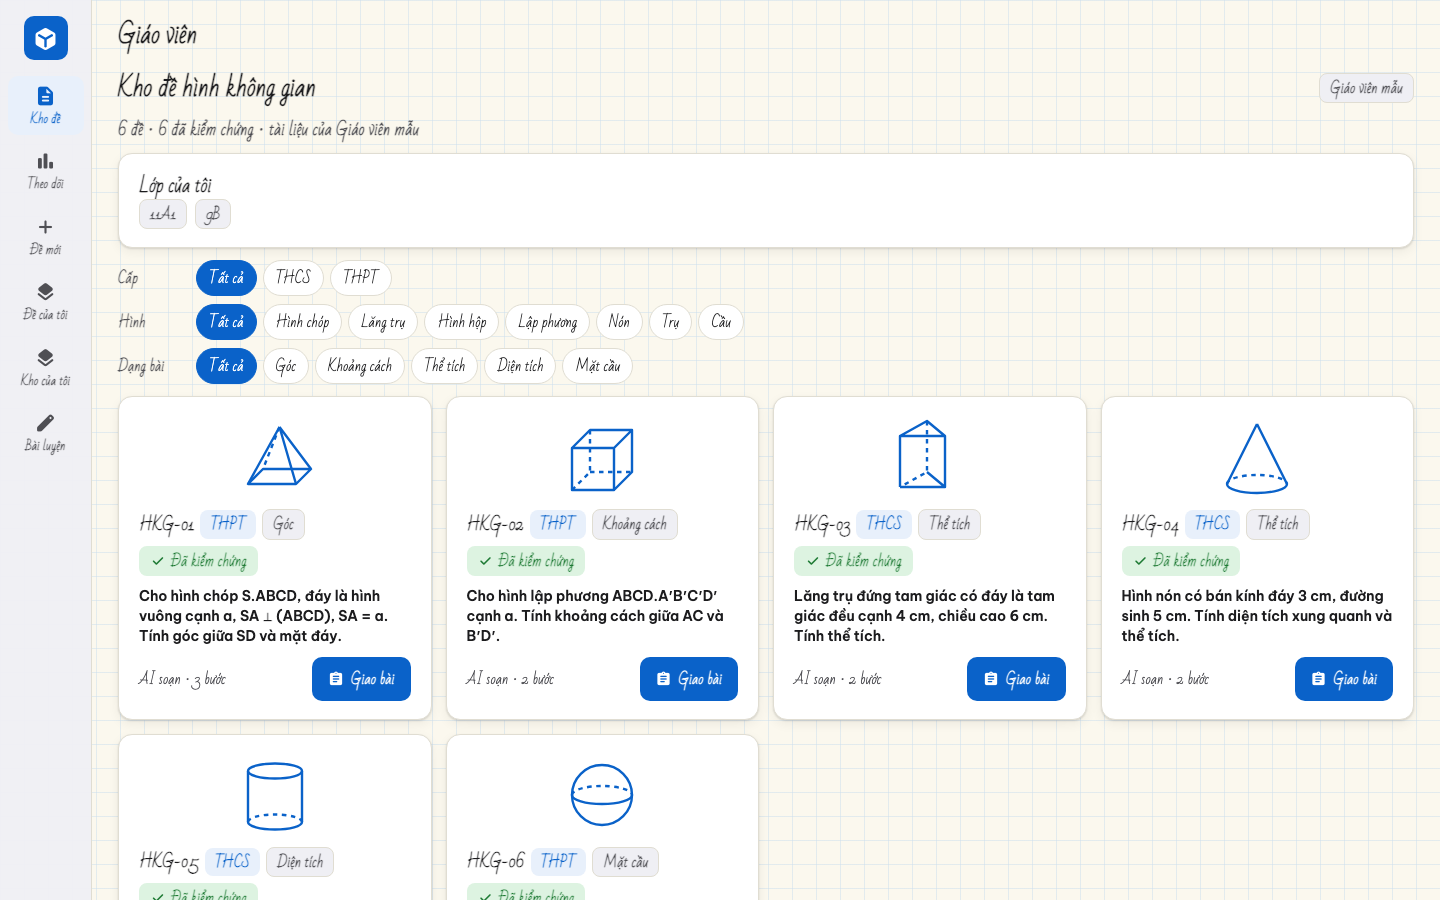 Giáo viên
Kho đề hình không gian
Giáo viên mẫu
6 đề · 6 đã kiểm chứng · tài liệu của Giáo viên mẫu
Kho đề
Theo dõi
Đề mới
Đề của tôi
Kho của tôi
Bài luyện
Lớp của tôi
11A1 9B
Cấp Tất cả THCS THPT
Hình Tất cả Hình chóp Lăng trụ Hình hộp Lập phương Nón Trụ Cầu
Dạng bài Tất cả Góc Khoảng cách Thể tích Diện tích Mặt cầu
HKG-01 THPT Góc
Đã kiểm chứng
Cho hình chóp S.ABCD, đáy là hình
vuông cạnh a, SA ⊥ (ABCD), SA = a.
Tính góc giữa SD và mặt đáy.
AI soạn · 3 bước Giao bài
HKG-02 THPT Khoảng cách
Đã kiểm chứng
Cho hình lập phương ABCD.A′B′C′D′
cạnh a. Tính khoảng cách giữa AC và
B′D′.
AI soạn · 2 bước Giao bài
HKG-03 THCS Thể tích
Đã kiểm chứng
Lăng trụ đứng tam giác có đáy là tam
giác đều cạnh 4 cm, chiều cao 6 cm.
Tính thể tích.
AI soạn · 2 bước Giao bài
HKG-04 THCS Thể tích
Đã kiểm chứng
Hình nón có bán kính đáy 3 cm, đường
sinh 5 cm. Tính diện tích xung quanh và
thể tích.
AI soạn · 2 bước Giao bài
HKG-05 THCS Diện tích
Đã kiểm chứng
HKG-06 THPT Mặt cầu
Đã kiểm chứng